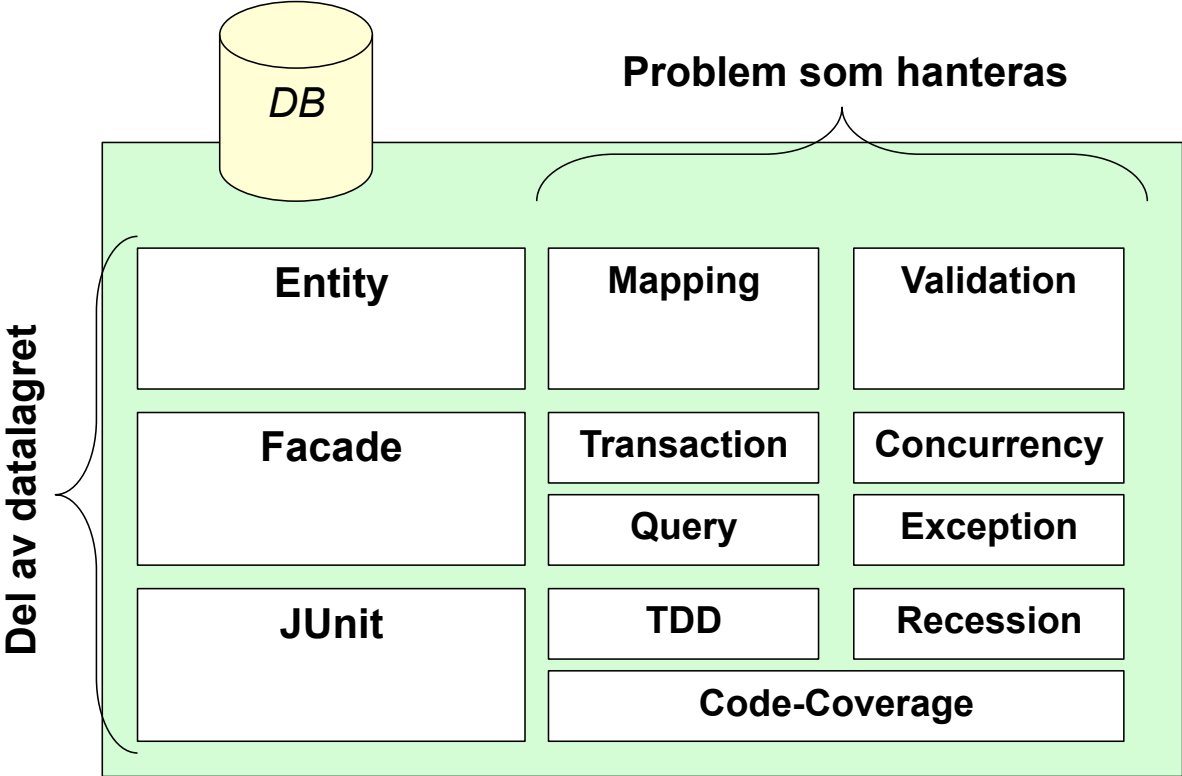 DB
Problem som hanteras
Del av datalagret
Entity
Mapping
Validation
Facade
Transaction
Concurrency
Query
Exception
JUnit
TDD
Recession
Code-Coverage